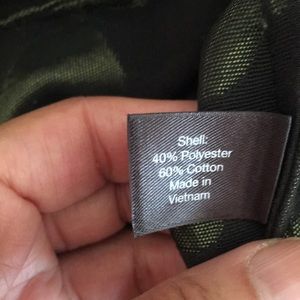 Shell:
40% Polyester
60% Cotton
Made in
Vietnam